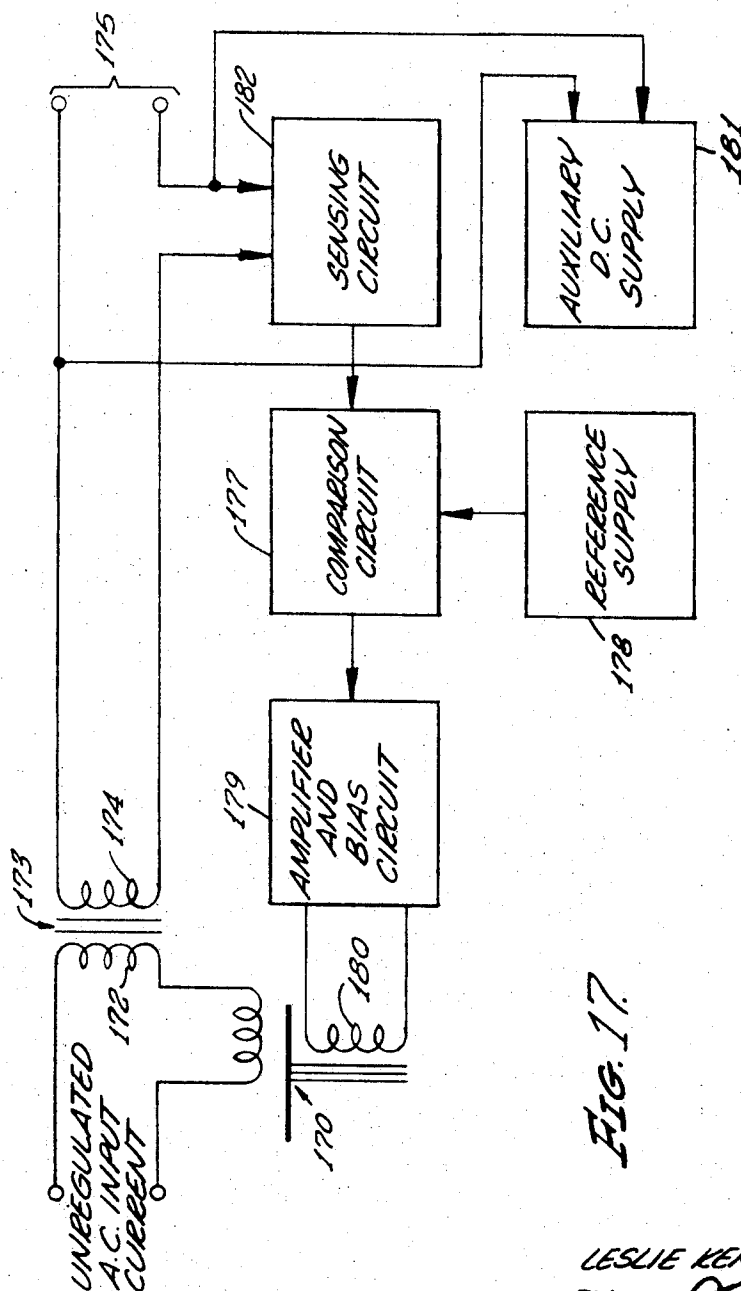 UNREGULATED
A.C. INPUT
CURRENT
172
173
174
175
170
180
179
AMPLIFIER
AND
BIAS
CIRCUIT
177
COMPARISON
CIRCUIT
182
SENSING
CIRCUIT
178
REFERENCE
SUPPLY
AUXILIARY
D.C.
SUPPLY
181
FIG. 17.
LESLIE